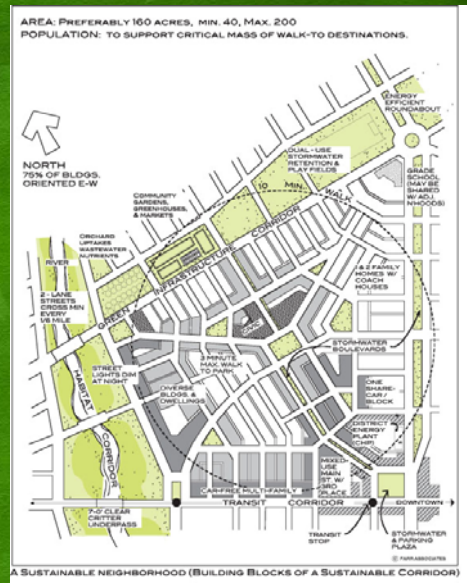 AREA: PREFERABLY 160 ACRES, MIN. 40, MAX. 200
POPULATION: TO SUPPORT CRITICAL MASS OF WALK-TO DESTINATIONS.
ENERGY
EFFICIENT
ROUNDABOUT
NORTH
75% OF BLDGS.
ORIENTED E-W
DUAL-USE
STORMWATER
RETENTION &
PLAY FIELDS
GRADE
SCHOOL
(MAY BE
SHARED
W/ ADJ.
N'HOODS)
COMMUNITY
GARDENS,
GREENHOUSES,
& MARKETS
10 MIN. WALK
ORCHARD
UPTAKES
WASTEWATER
NUTRIENTS
GREEN INFRASTRUCTURE CORRIDOR
RIVER
2-LANE
STREETS
CROSS MIN
EVERY
1/6 MILE
1 & 2 FAMILY
HOMES W/
COACH
HOUSES
CIVIC
STORMWATER
BOULEVARDS
STREET
LIGHTS DIM
AT NIGHT
3 MINUTE
MAX. WALK
TO PARK
HABITAT CORRIDOR
DIVERSE
BLDGS. &
DWELLINGS
ONE
SHARE-
CAR /
BLOCK
DISTRICT
ENERGY
PLANT
(CHP)
MIXED-
USE
MAIN
ST. W/
3RD
PLACE
CAR-FREE MULTI-FAMILY
TRANSIT CORRIDOR
DOWNTOWN
7'-0" CLEAR
CRITTER
UNDERPASS
TRANSIT
STOP
STORMWATER
& PARKING
PLAZA
© FARR ASSOCIATES
A SUSTAINABLE NEIGHBORHOOD (BUILDING BLOCKS OF A SUSTAINABLE CORRIDOR)